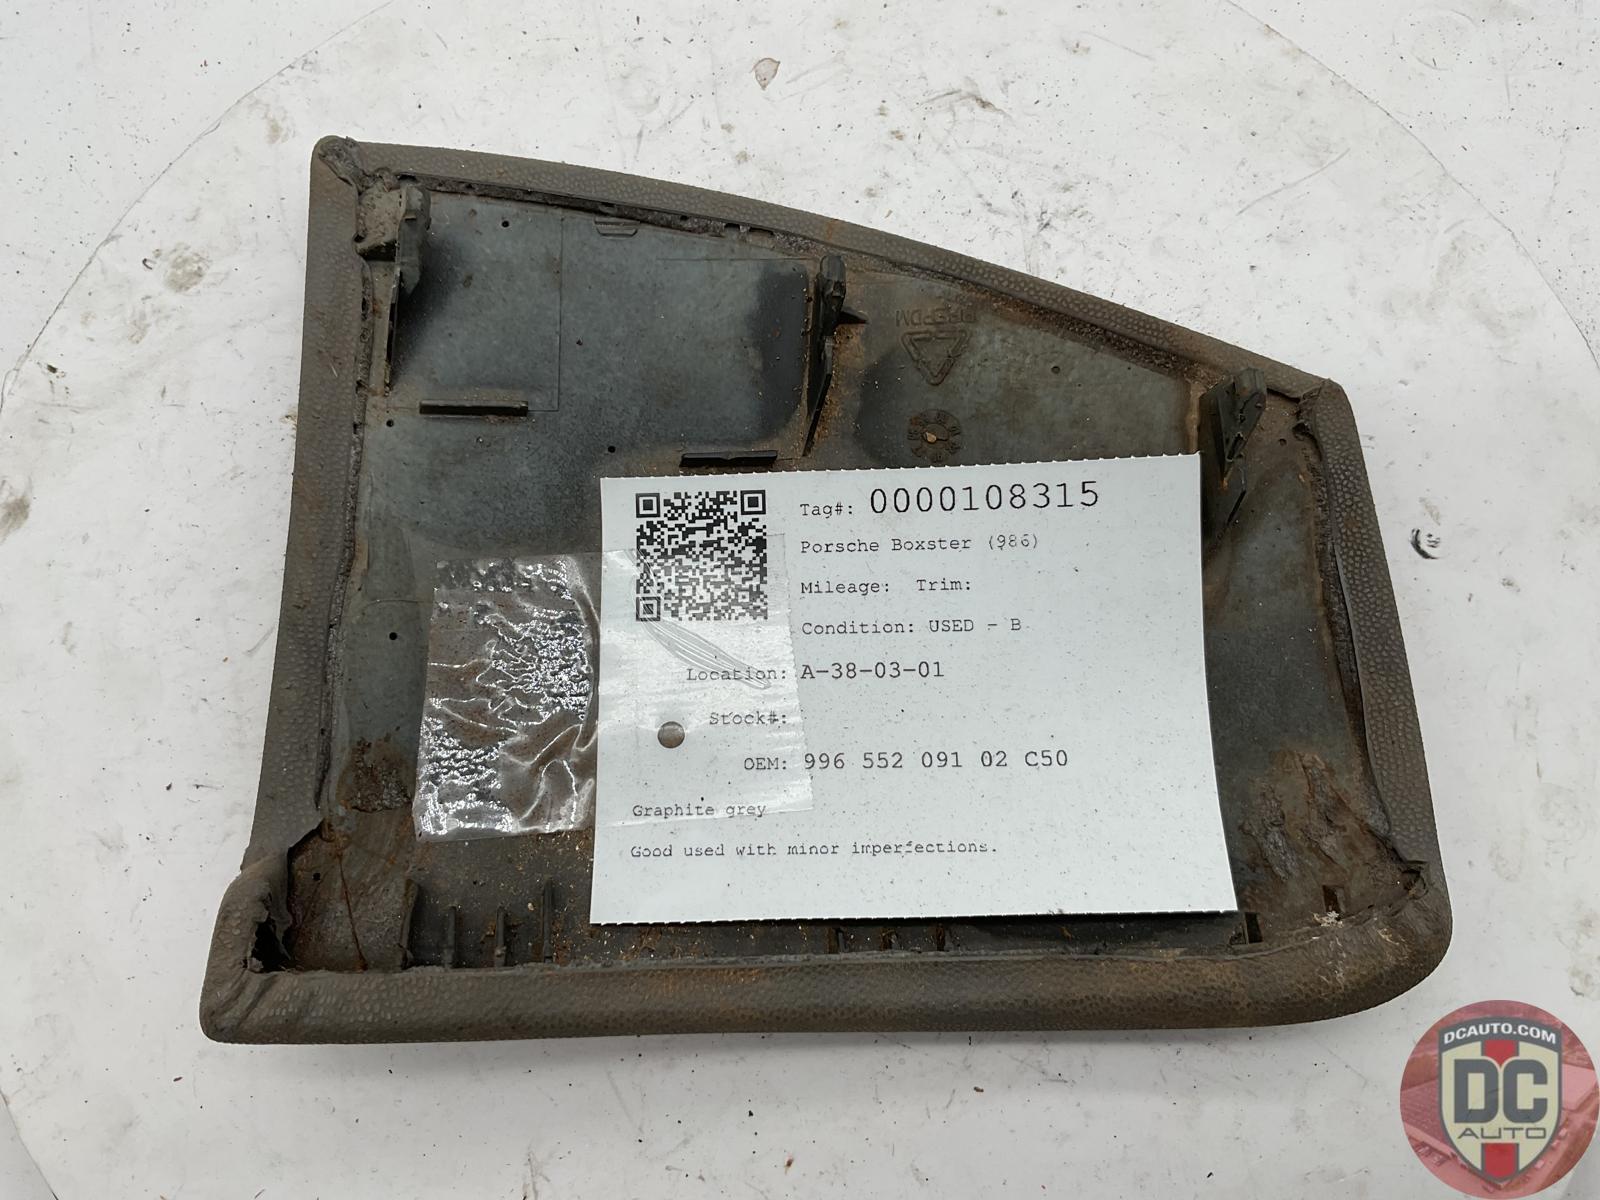 Tag#: 0000108315
Porsche Boxster (986)
Mileage: Trim:
Condition: USED - B
Location: A-38-03-01
Stock#:
OEM: 996 552 091 02 C50
Graphite grey
Good used with minor imperfections.
DCAUTO.COM
DC
AUTO